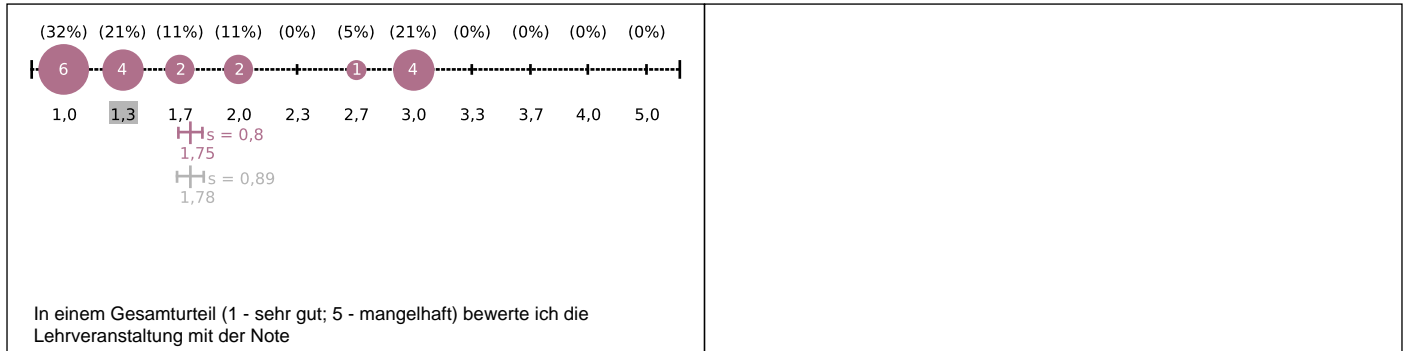 (32%) (21%) (11%) (11%) (0%) (5%) (21%) (0%) (0%) (0%) (0%)
6 4 2 2 1 4
1,0 1,3 1,7 2,0 2,3 2,7 3,0 3,3 3,7 4,0 5,0
s = 0,8
1,75
s = 0,89
1,78
In einem Gesamturteil (1 - sehr gut; 5 - mangelhaft) bewerte ich die
Lehrveranstaltung mit der Note